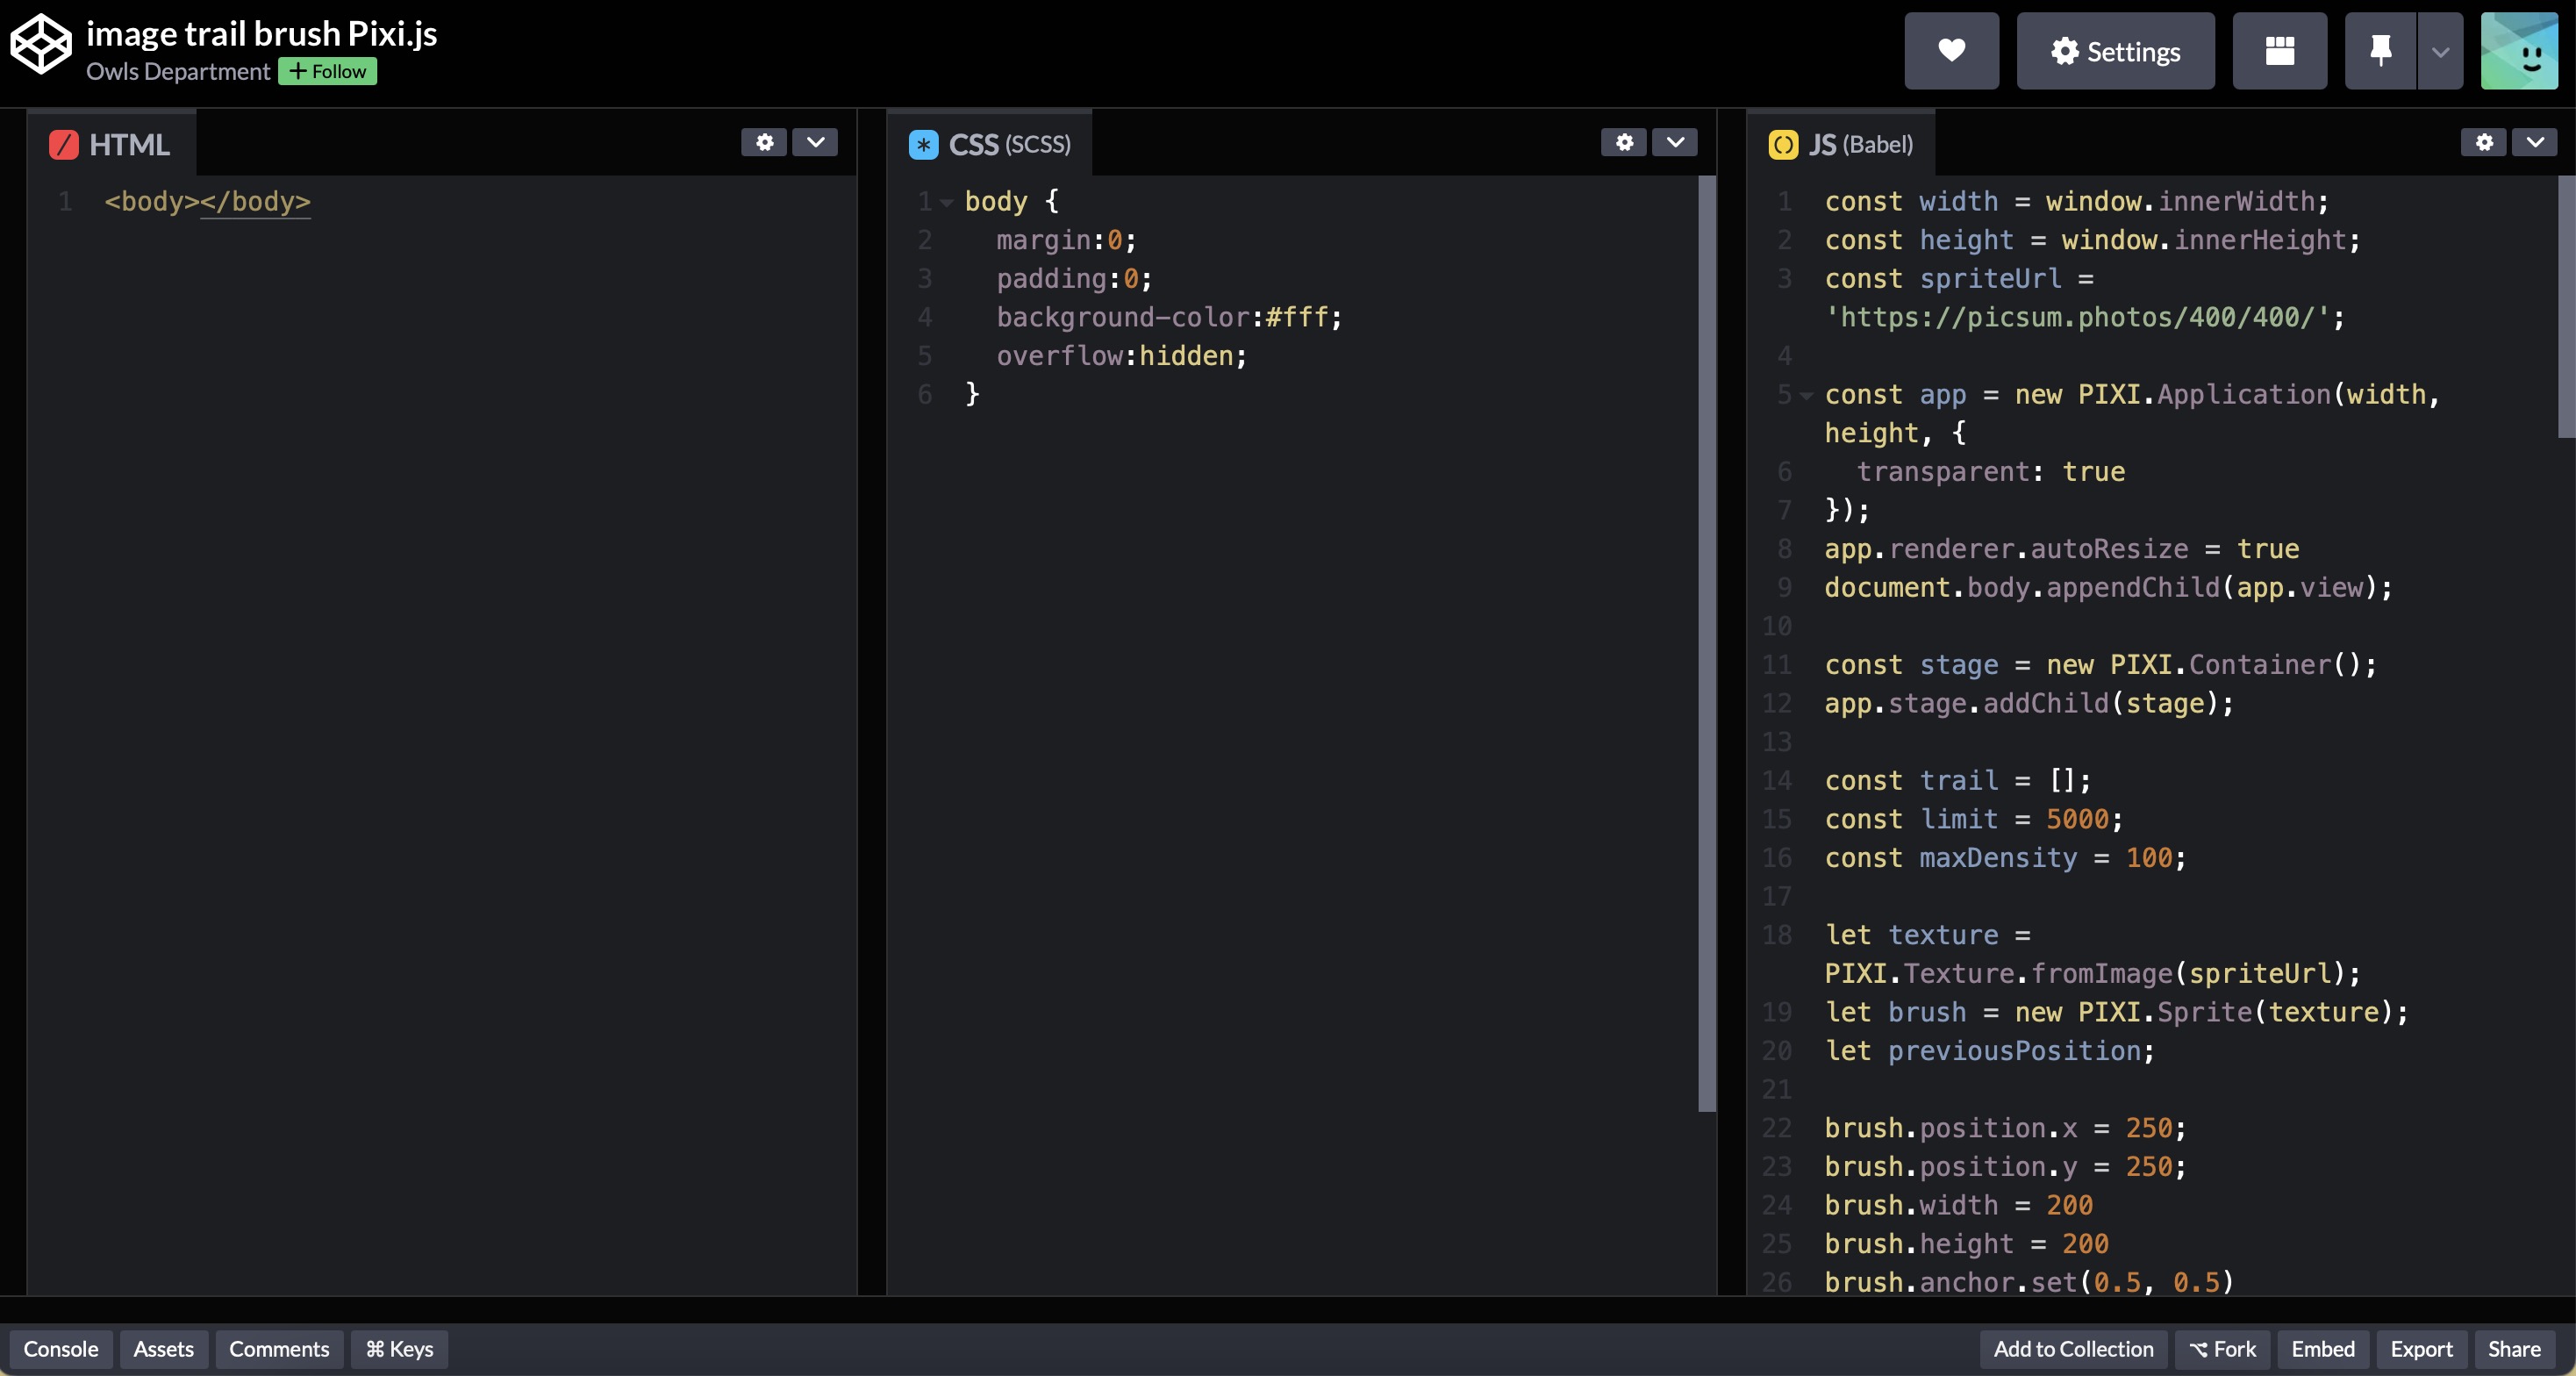 image trail brush Pixi.js
Owls Department + Follow
Settings
HTML
1 <body></body>
CSS (SCSS)
1 body {
2   margin:0;
3   padding:0;
4   background-color:#fff;
5   overflow:hidden;
6 }
JS (Babel)
1 const width = window.innerWidth;
2 const height = window.innerHeight;
3 const spriteUrl =
'https://picsum.photos/400/400/';
4
5 const app = new PIXI.Application(width,
height, {
6   transparent: true
7 });
8 app.renderer.autoResize = true
9 document.body.appendChild(app.view);
10
11 const stage = new PIXI.Container();
12 app.stage.addChild(stage);
13
14 const trail = [];
15 const limit = 5000;
16 const maxDensity = 100;
17
18 let texture =
PIXI.Texture.fromImage(spriteUrl);
19 let brush = new PIXI.Sprite(texture);
20 let previousPosition;
21
22 brush.position.x = 250;
23 brush.position.y = 250;
24 brush.width = 200
25 brush.height = 200
26 brush.anchor.set(0.5, 0.5)
Console Assets Comments ⌘ Keys Add to Collection Fork Embed Export Share